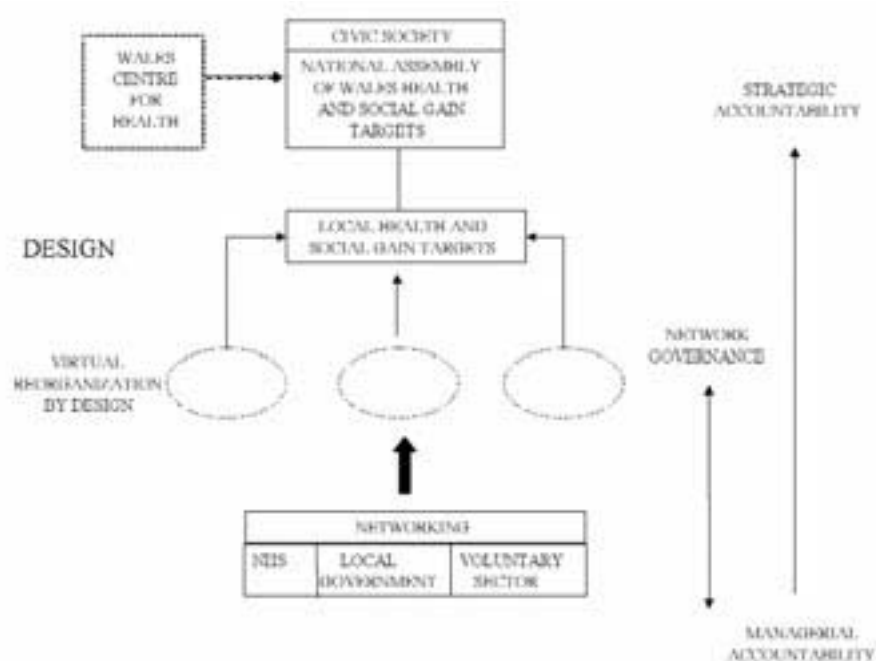 CIVIC SOCIETY
WALES
CENTRE
FOR
HEALTH
NATIONAL ASSEMBLY
OF WALES HEALTH
AND SOCIAL GAIN
TARGETS
STRATEGIC
ACCOUNTABILITY
LOCAL HEALTH AND
SOCIAL GAIN TARGETS
DESIGN
NETWORK
GOVERNANCE
VIRTUAL
REORGANIZATION
BY DESIGN
NETWORKING
NHS
LOCAL
GOVERNMENT
VOLUNTARY
SECTOR
MANAGERIAL
ACCOUNTABILITY